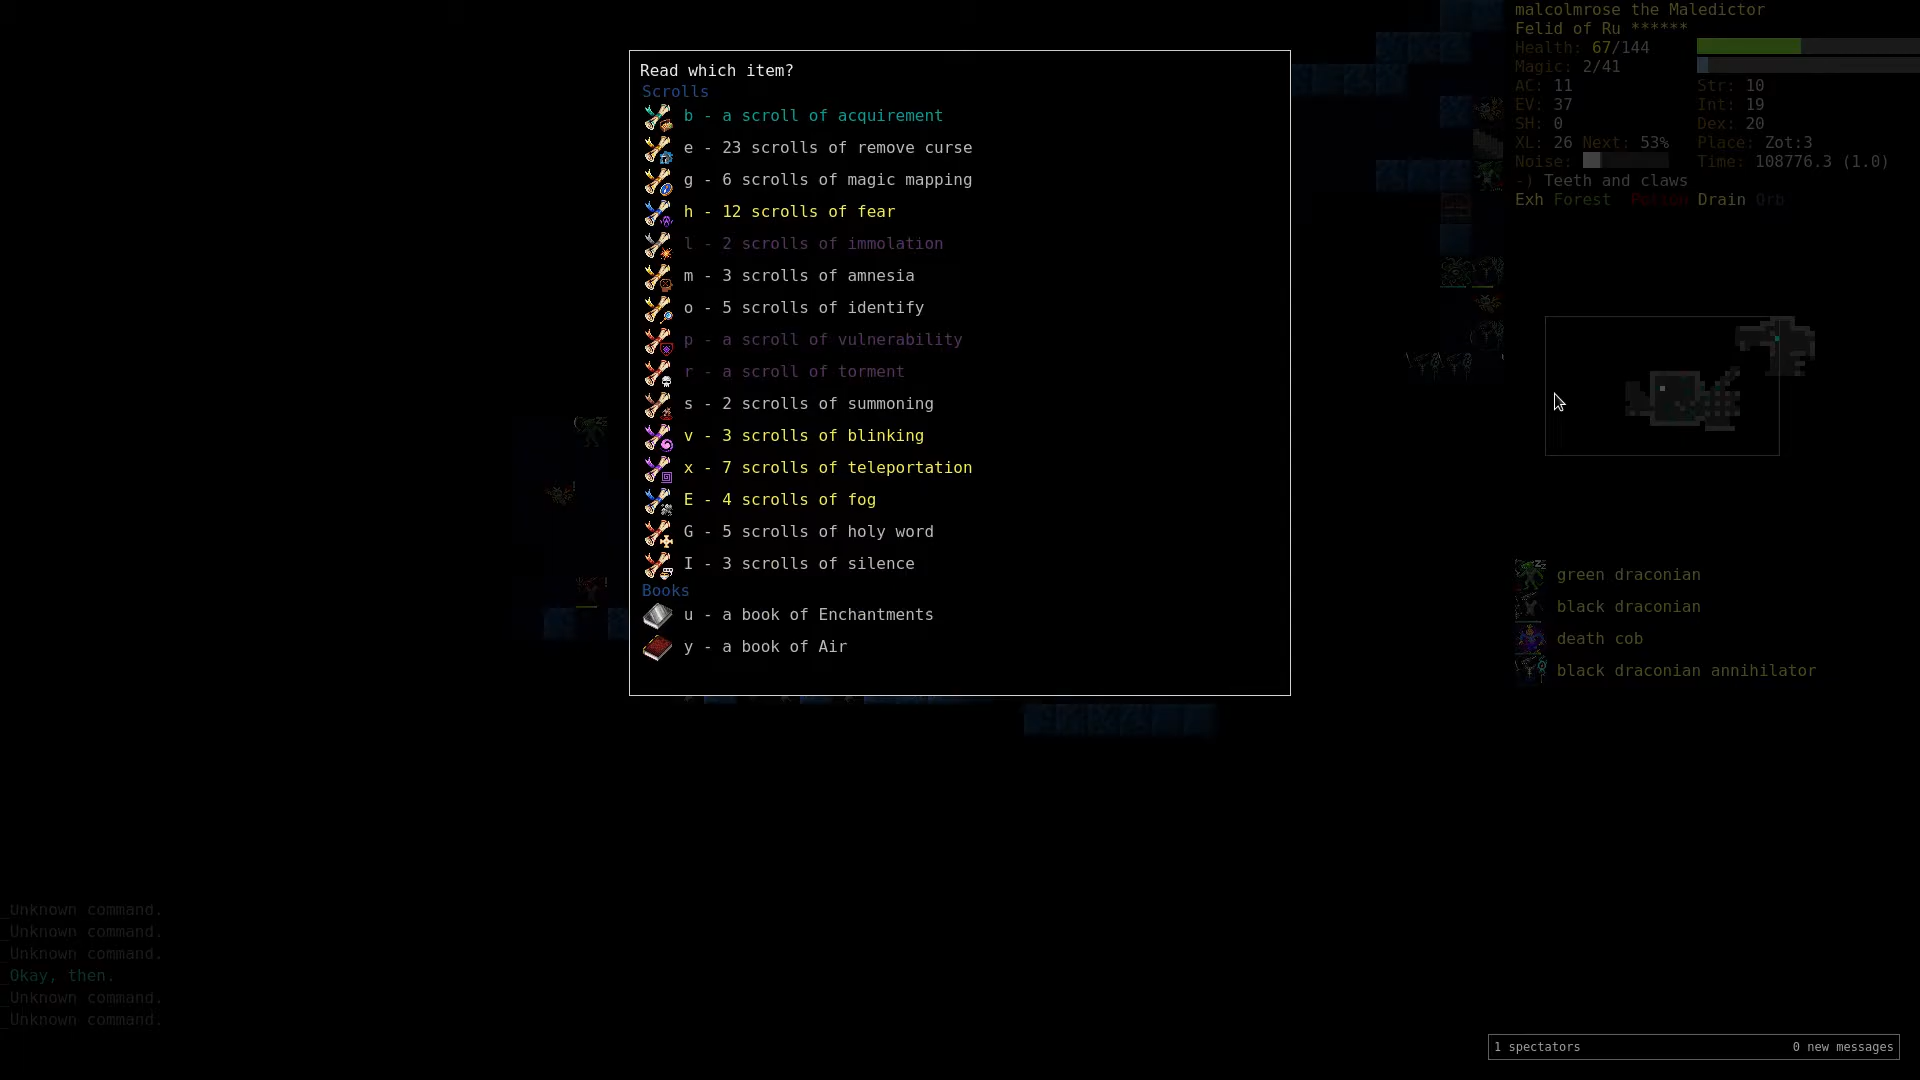 Read which item?
Scrolls
b - a scroll of acquirement
e - 23 scrolls of remove curse
g - 6 scrolls of magic mapping
h - 12 scrolls of fear
l - 2 scrolls of immolation
m - 3 scrolls of amnesia
o - 5 scrolls of identify
p - a scroll of vulnerability
r - a scroll of torment
s - 2 scrolls of summoning
v - 3 scrolls of blinking
x - 7 scrolls of teleportation
E - 4 scrolls of fog
G - 5 scrolls of holy word
I - 3 scrolls of silence
Books
u - a book of Enchantments
y - a book of Air
malcolmrose the Maledictor
Felid of Ru ******
Health: 67/144
Magic: 2/41
AC: 11 Str: 10
EV: 37 Int: 19
SH: 0 Dex: 20
XL: 26 Next: 53% Place: Zot:3
Noise: Time: 108776.3 (1.0)
-) Teeth and claws
Exh Forest -Potion Drain Orb
green draconian
black draconian
death cob
black draconian annihilator
_Unknown command.
_Unknown command.
_Unknown command.
_Okay, then.
_Unknown command.
_Unknown command.
1 spectators 0 new messages